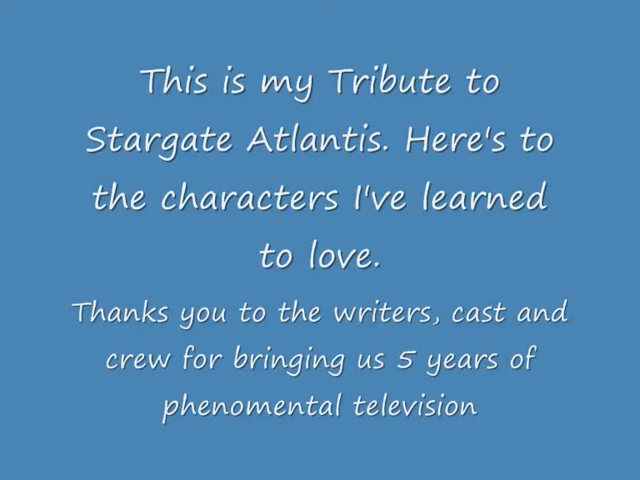 This is my Tribute to
Stargate Atlantis. Here's to
the characters I've learned
to love.
Thanks you to the writers, cast and
crew for bringing us 5 years of
phenomental television